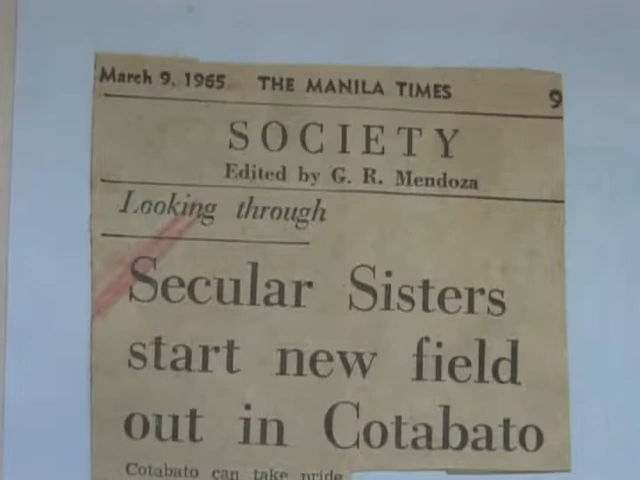 March 9, 1965 THE MANILA TIMES 9
SOCIETY
Edited by G. R. Mendoza
Looking through
Secular Sisters
start new field
out in Cotabato
Cotabato can take pride